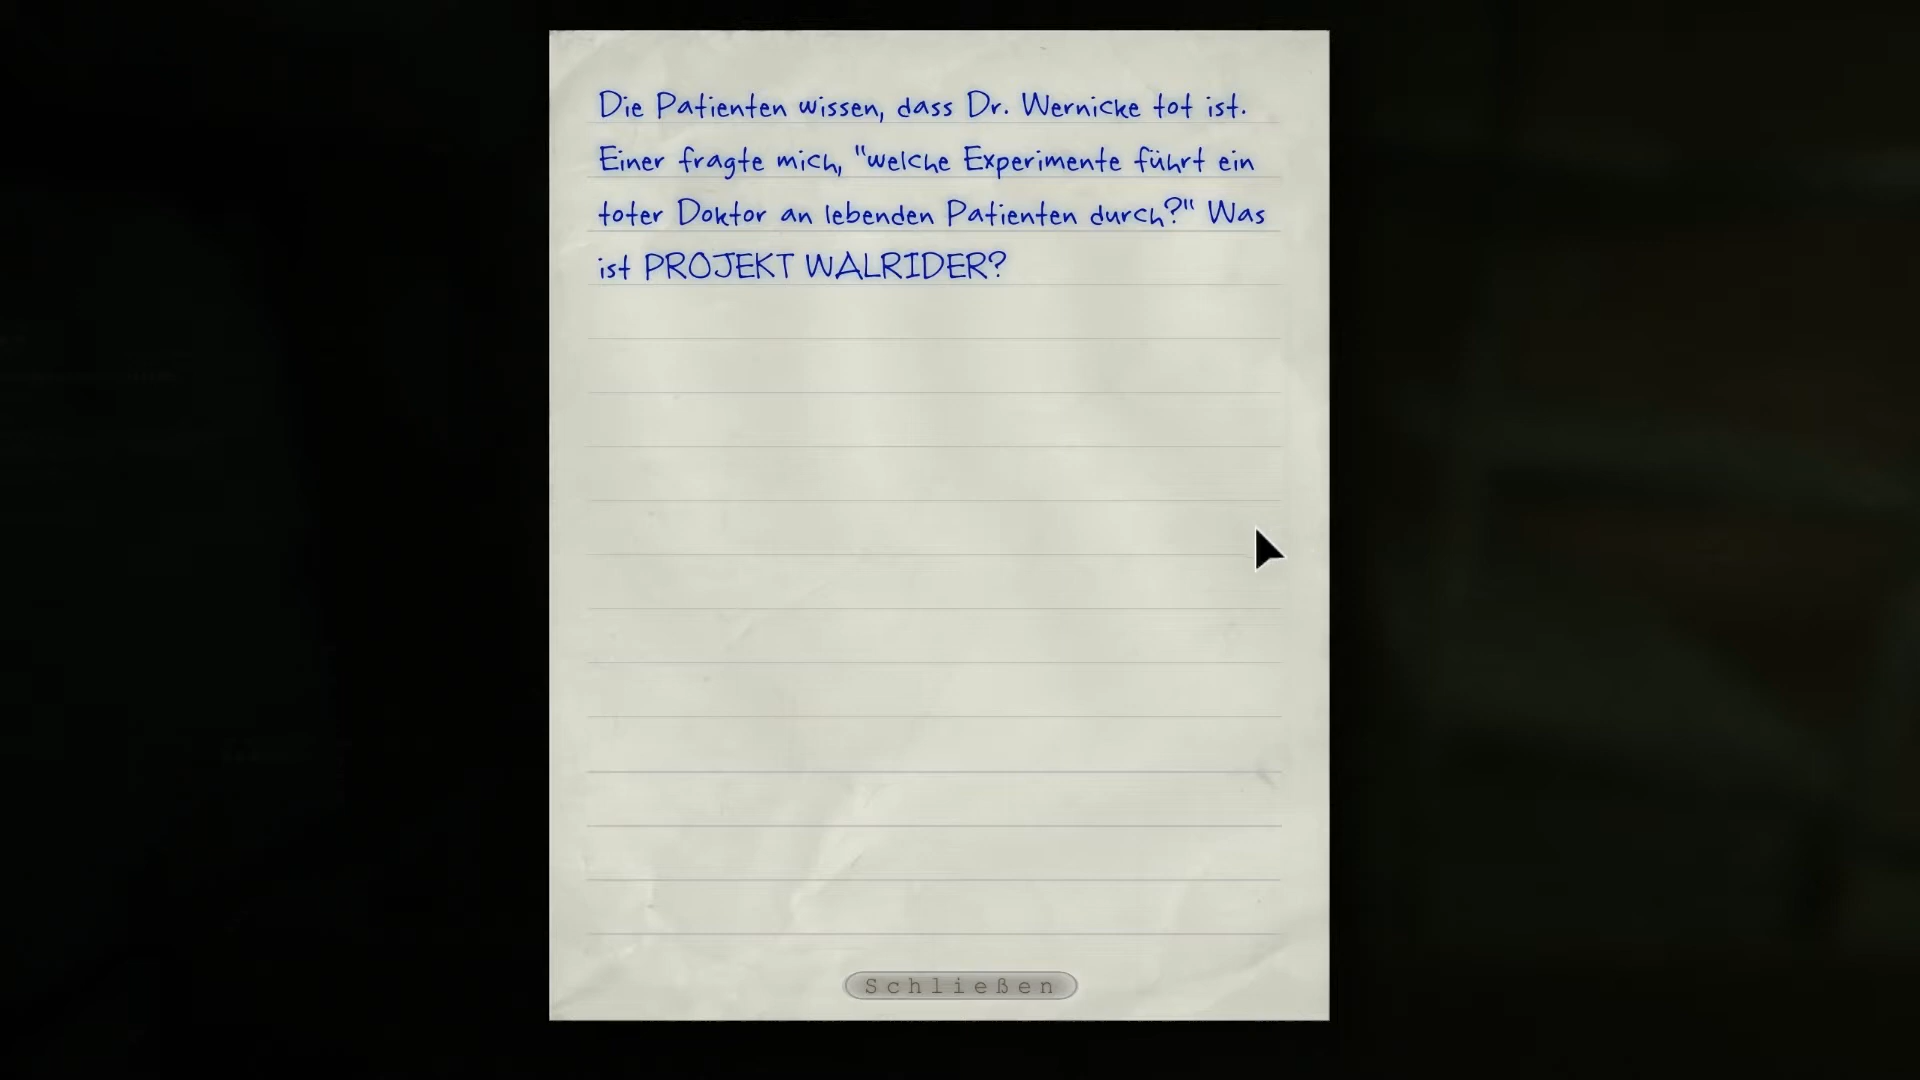 Die Patienten wissen, dass Dr. Wernicke tot ist.
Einer fragte mich, "welche Experimente führt ein
toter Doktor an lebenden Patienten durch?" Was
ist PROJEKT WALRIDER?
Schließen